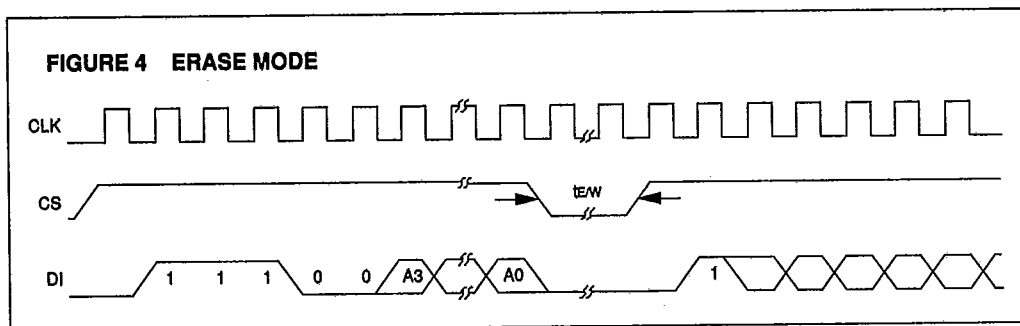 FIGURE 4 ERASE MODE
CLK
CS tE/W
DI 1 1 1 0 0 A3 A0 1